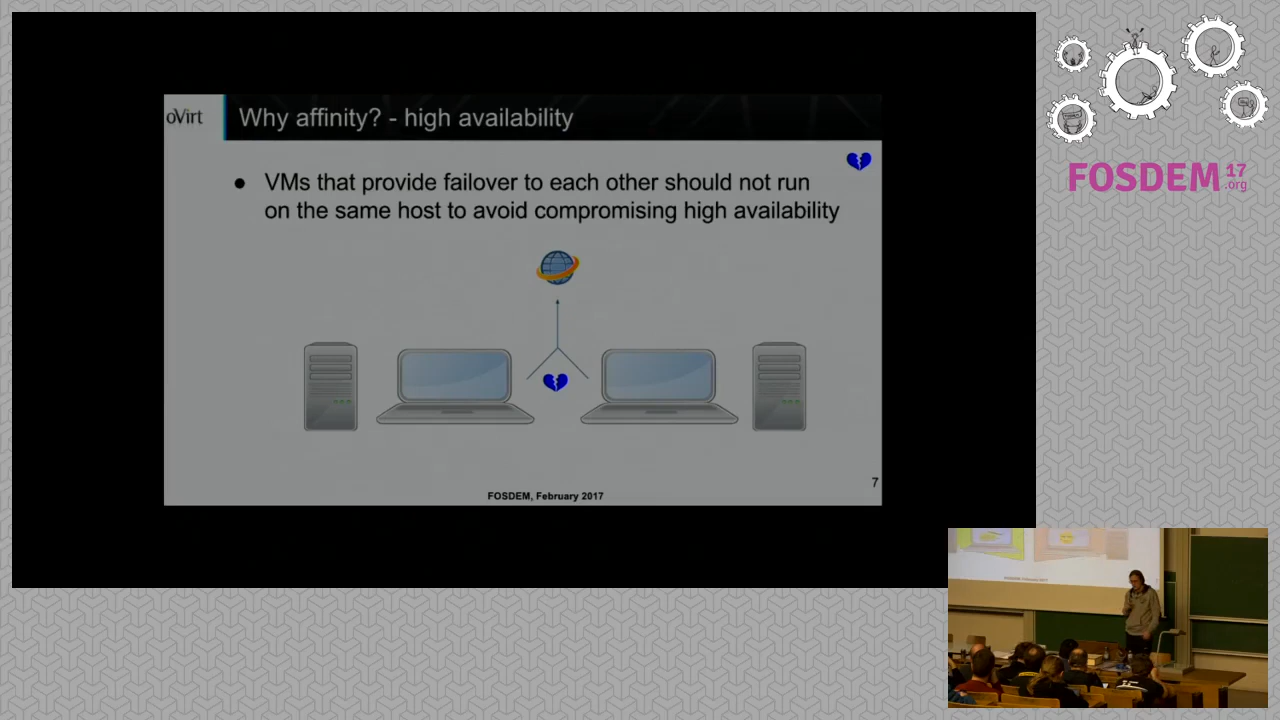 oVirt
Why affinity? - high availability
● VMs that provide failover to each other should not run
on the same host to avoid compromising high availability
FOSDEM, February 2017
7
FOSDEM 17
.org